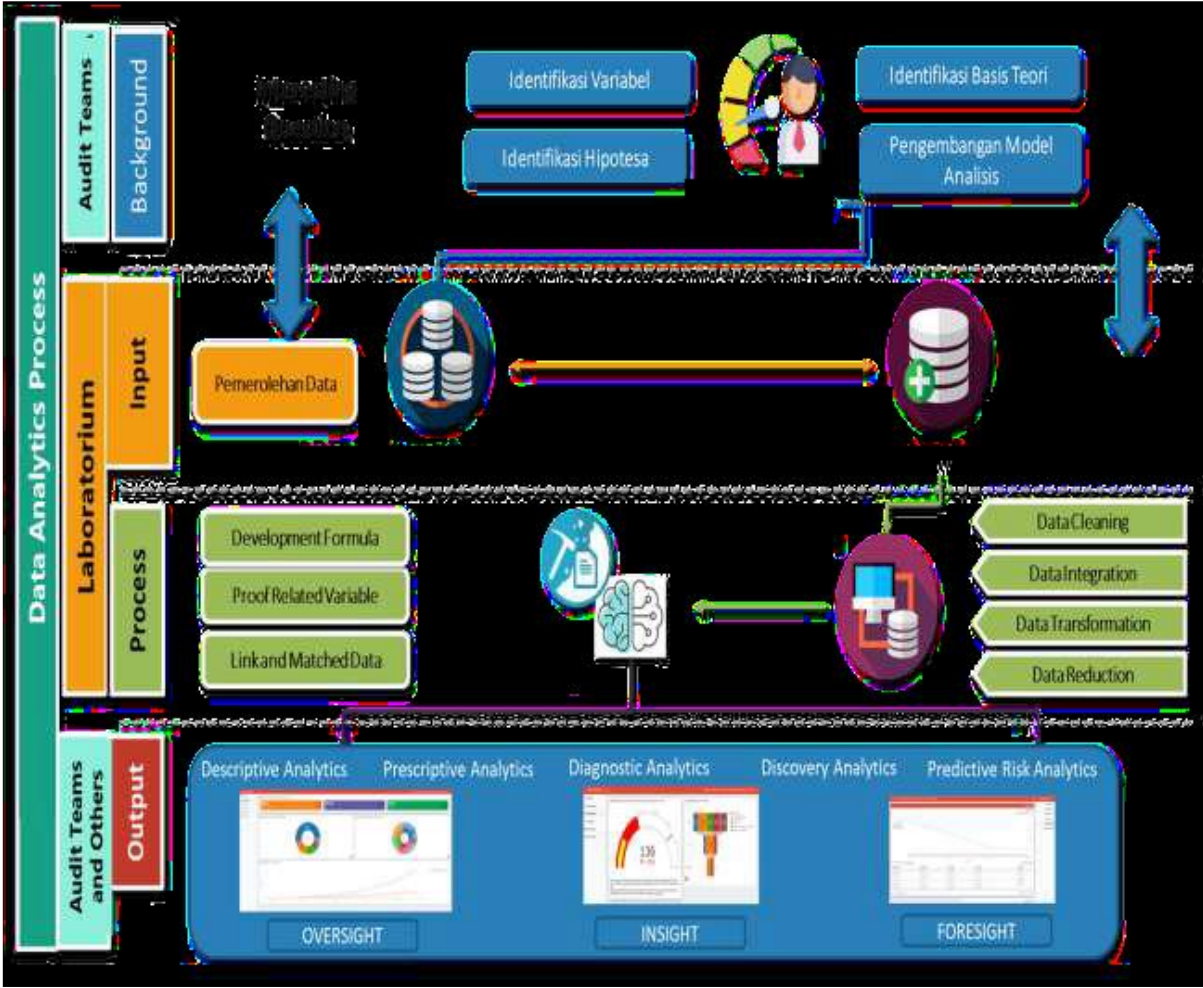 Data Analytics Process
Audit Teams
Background
Identifikasi Variabel
Identifikasi Hipotesa
Identifikasi Basis Teori
Pengembangan Model
Analisis
Laboratorium
Input
Pemerolehan Data
Process
Development Formula
Proof Related Variable
Link and Matched Data
Data Cleaning
Data Integration
Data Transformation
Data Reduction
Audit Teams
and Others
Output
Descriptive Analytics
Prescriptive Analytics
Diagnostic Analytics
Discovery Analytics
Predictive Risk Analytics
136
OVERSIGHT
INSIGHT
FORESIGHT